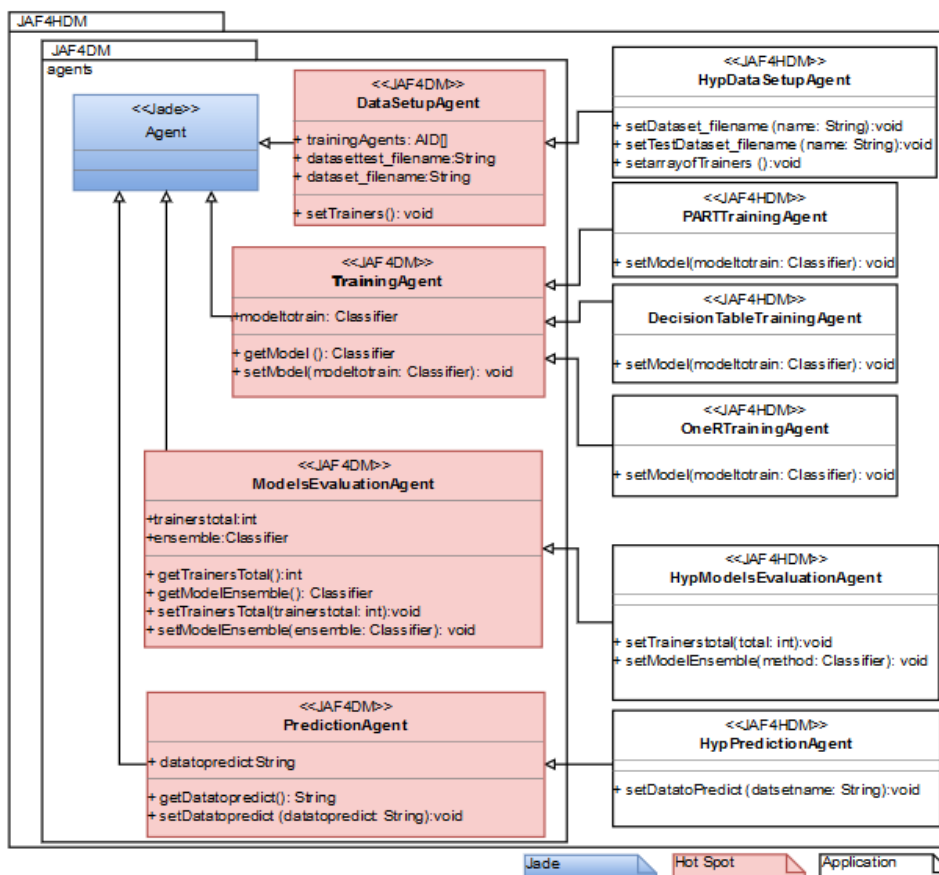 JAF4HDM
JAF4DM
agents
<<Jade>>
Agent
<<JAF4DM>>
DataSetupAgent
+ trainingAgents: AID[]
+ datasettest_filename:String
+ dataset_filename:String
+ setTrainers(): void
<<JAF4DM>>
TrainingAgent
+modeltotrain: Classifier
+ getModel (): Classifier
+ setModel(modeltotrain: Classifier): void
<<JAF4DM>>
ModelsEvaluationAgent
+trainerstotal:int
+ensemble:Classifier
+ getTrainersTotal():int
+ getModelEnsemble(): Classifier
+ setTrainersTotal(trainerstotal: int):void
+ setModelEnsemble(ensemble: Classifier): void
<<JAF4DM>>
PredictionAgent
+ datatopredict:String
+ getDatatopredict(): String
+ setDatatopredict (datatopredict: String):void
<<JAF4HDM>>
HypDataSetupAgent
+ setDataset_filename (name: String):void
+ setTestDataset_filename (name: String):void
+ setarrayofTrainers ():void
<<JAF4HDM>>
PARTTrainingAgent
+ setModel(modeltotrain: Classifier): void
<<JAF4HDM>>
DecisionTableTrainingAgent
+ setModel(modeltotrain: Classifier): void
<<JAF4HDM>>
OneRTrainingAgent
+ setModel(modeltotrain: Classifier): void
<<JAF4HDM>>
HypModelsEvaluationAgent
+ setTrainerstotal(total: int):void
+ setModelEnsemble(method: Classifier): void
<<JAF4HDM>>
HypPredictionAgent
+ setDatatoPredict (datsetname: String):void
Jade
Hot Spot
Application